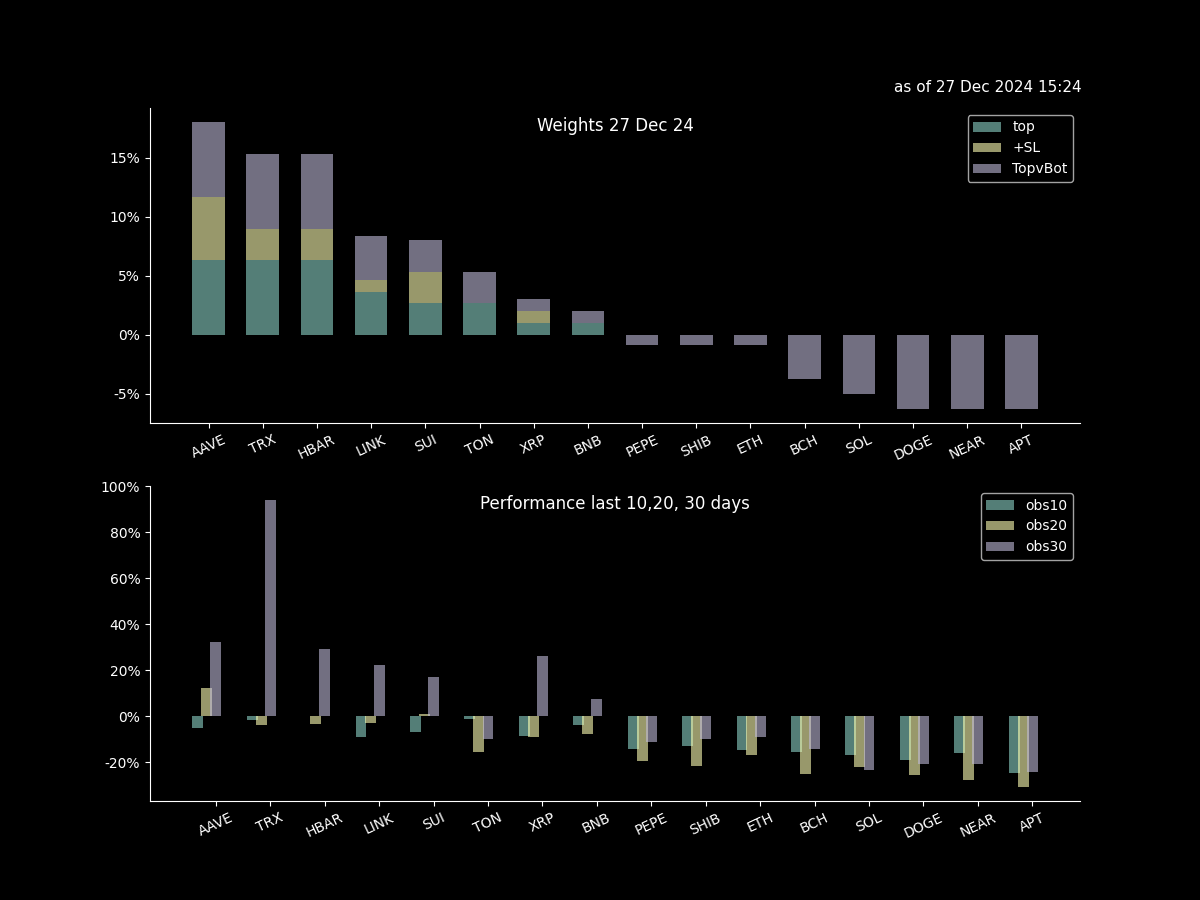 as of 27 Dec 2024 15:24
Weights 27 Dec 24
top
+SL
TopvBot
15%
10%
5%
0%
-5%
AAVE TRX HBAR LINK SUI TON XRP BNB PEPE SHIB ETH BCH SOL DOGE NEAR APT
Performance last 10,20, 30 days
obs10
obs20
obs30
100%
80%
60%
40%
20%
0%
-20%
AAVE TRX HBAR LINK SUI TON XRP BNB PEPE SHIB ETH BCH SOL DOGE NEAR APT